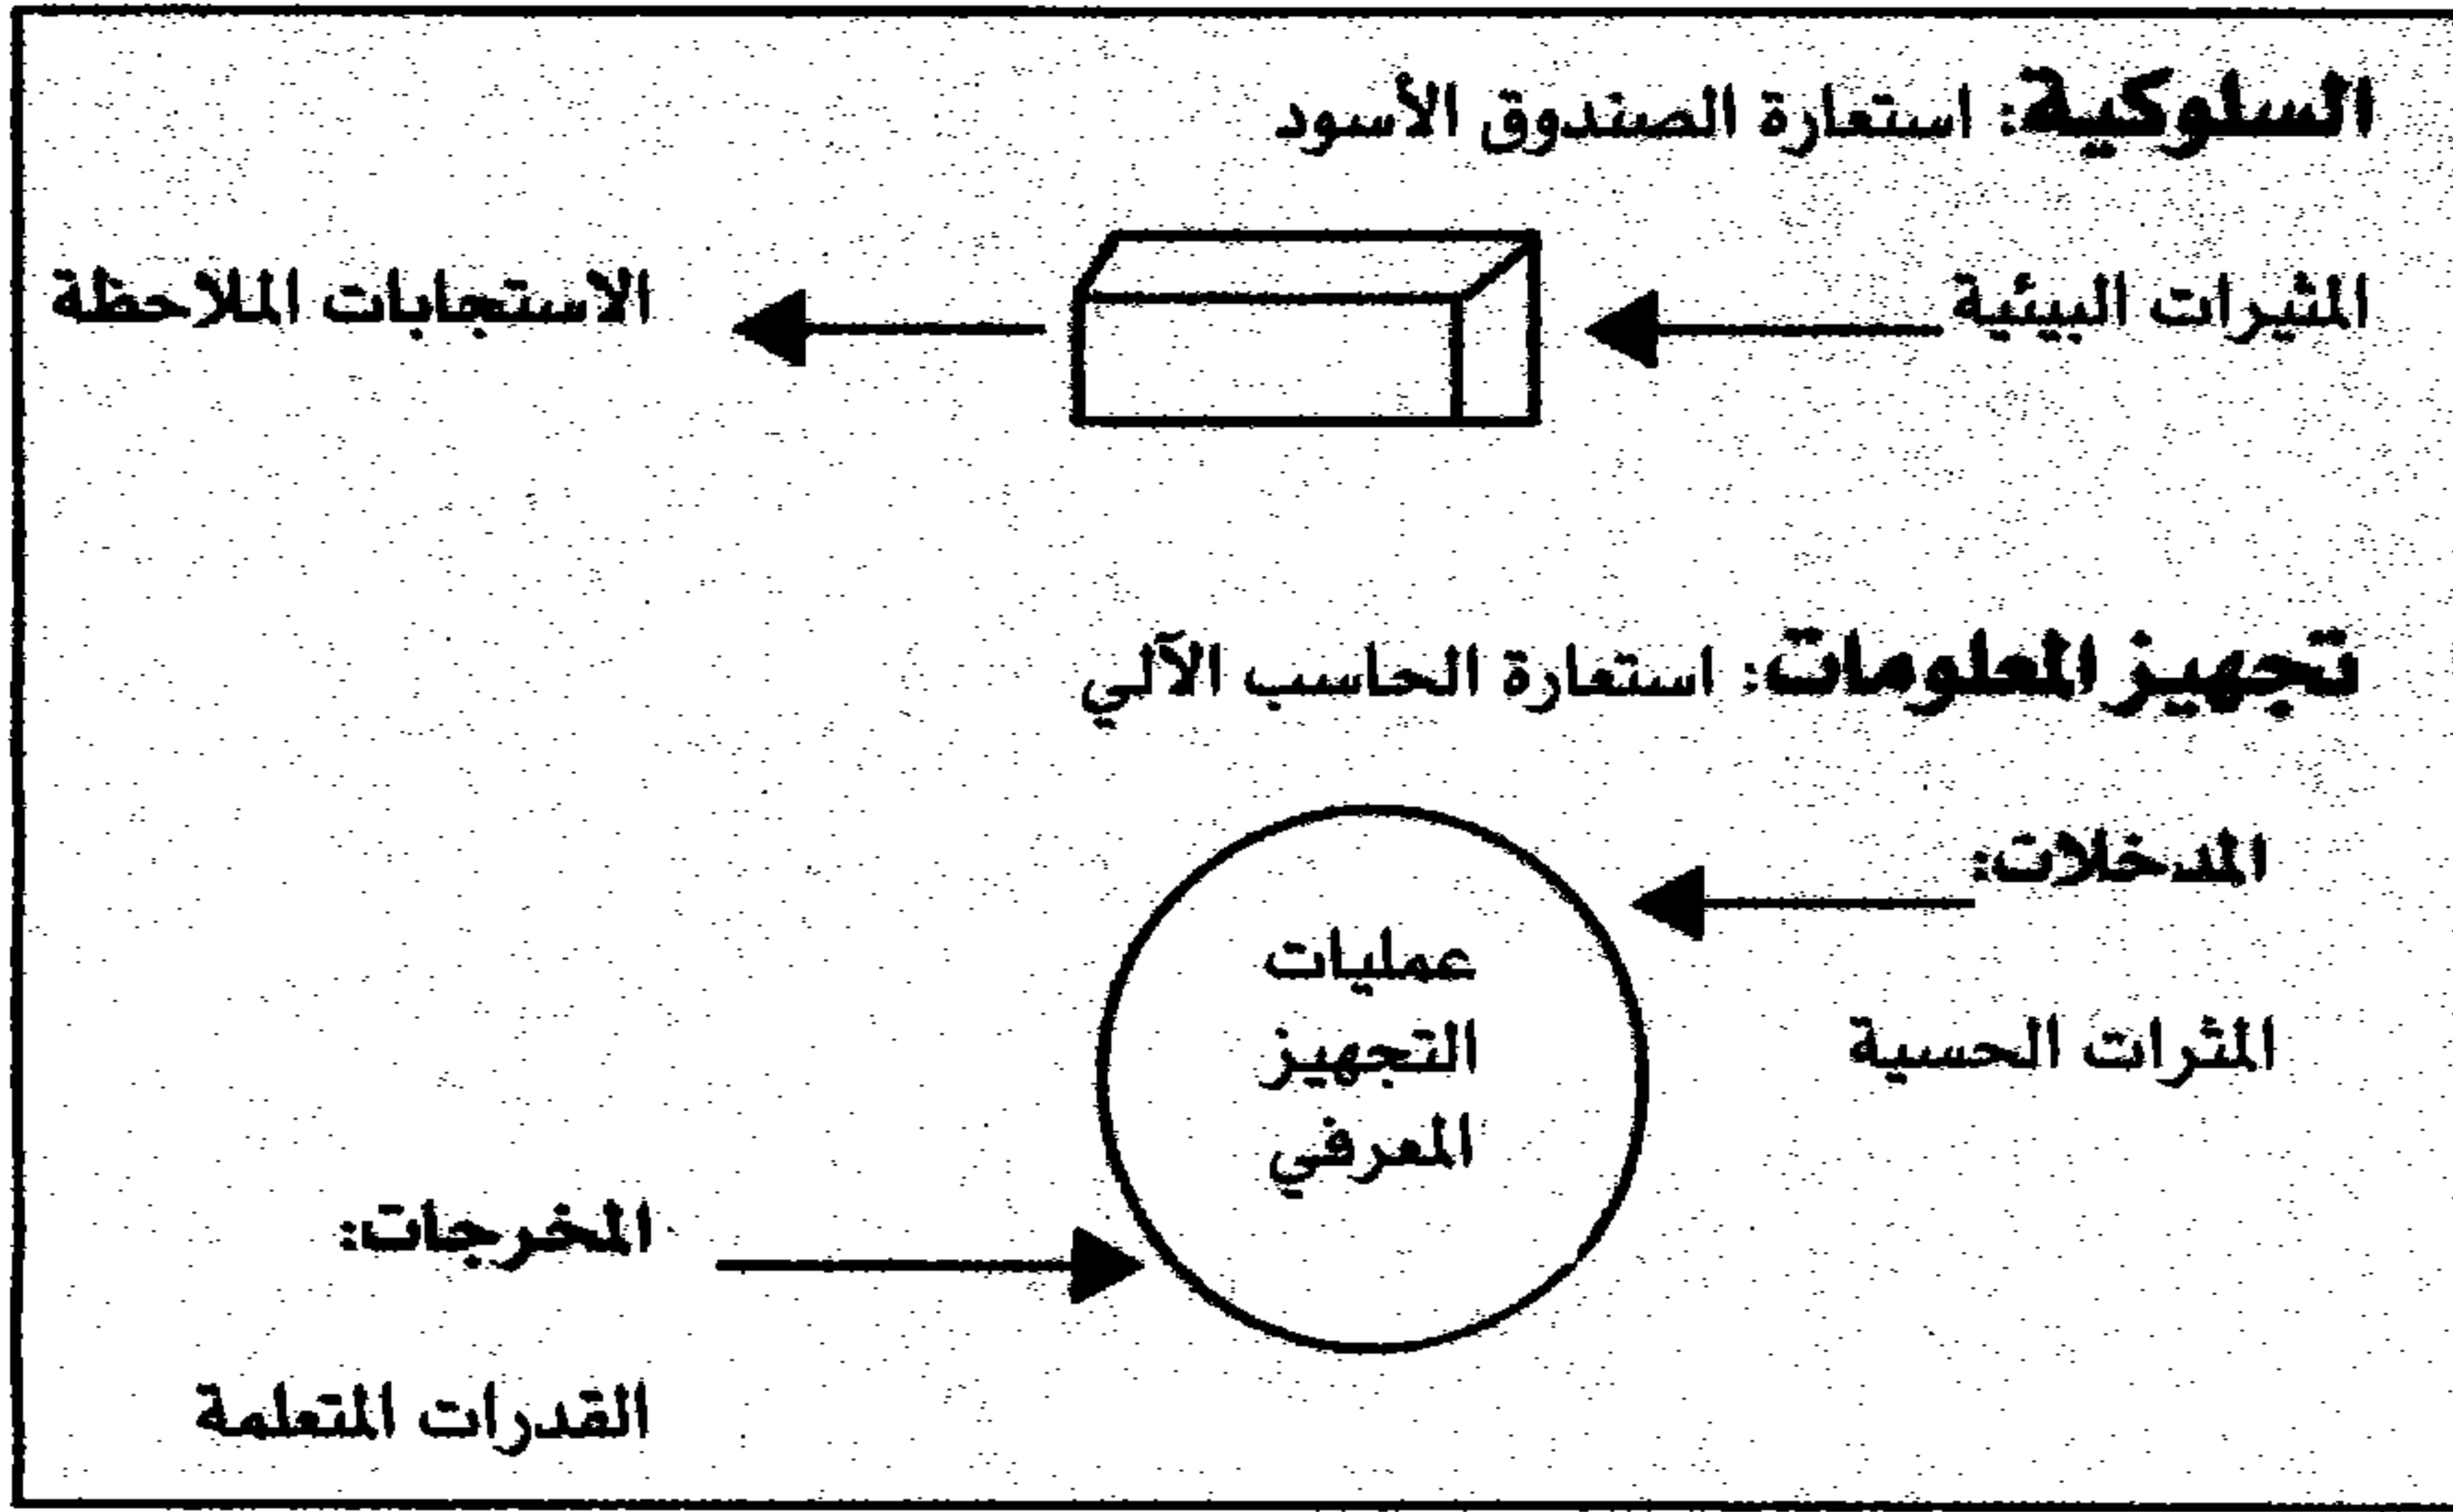 السلوكية: استعارة الصندوق الأسود
المثيرات البيئية
الاستجابات الملاحظة
تجهيز المعلومات: استعارة الحاسب الآلي
المدخلات:
المثرات الحسية
عمليات
التجهيز
المعرفي
المخرجات:
القدرات المتعلمة